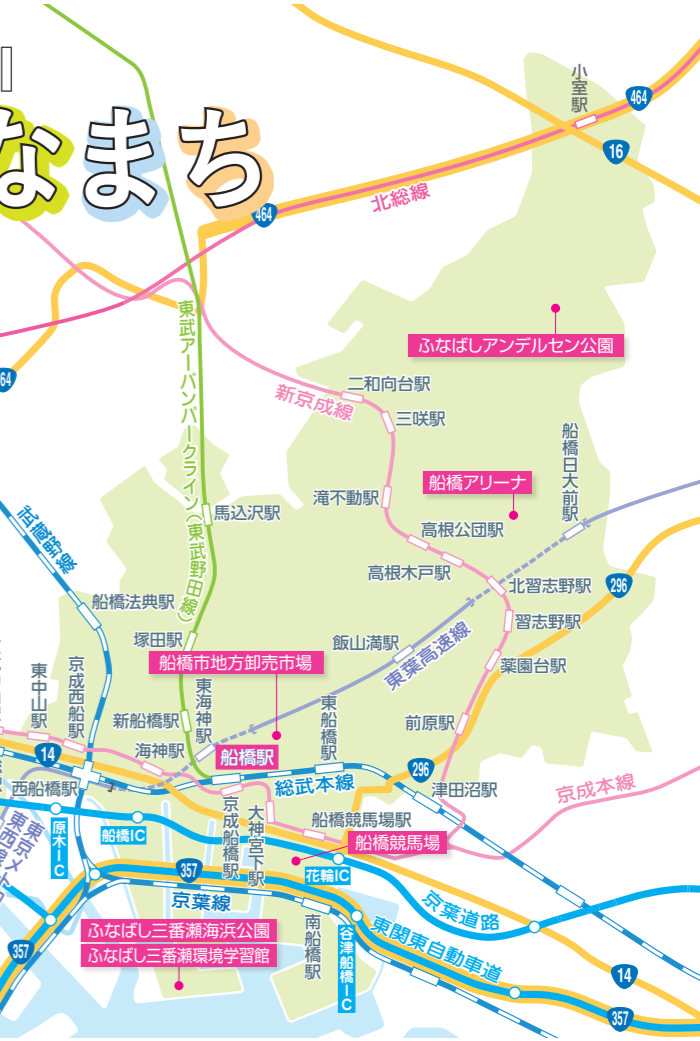 なまち
小室駅
464
16
464
北総線
ふなばしアンデルセン公園
東武アーバンパークライン(東武野田線)
64
二和向台駅
新京成線
三咲駅
船橋日大前駅
船橋アリーナ
滝不動駅
馬込沢駅
高根公団駅
武蔵野線
高根木戸駅
北習志野駅
296
船橋法典駅
習志野駅
塚田駅
飯山満駅
東葉高速線
薬園台駅
船橋市地方卸売市場
東中山駅
京成西船駅
東海神駅
新船橋駅
東船橋駅
前原駅
海神駅
船橋駅
14
296
西船橋駅
総武本線
津田沼駅
京成本線
京成船橋駅
大神宮下駅
船橋競馬場駅
原木IC
船橋IC
船橋競馬場
花輪IC
357
京葉線
京葉道路
ふなばし三番瀬海浜公園
ふなばし三番瀬環境学習館
南船橋駅
谷津船橋IC
東関東自動車道
357
14
357